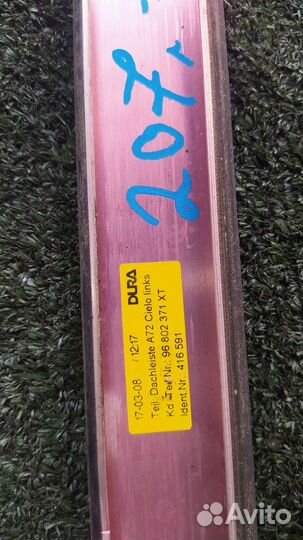 207,-
DURA
17-03-08 / 12:17
Teil: Dachleiste A72 Cielo links
Kd Nr.: 96 802 371 XT
Ident Nr. 416 591
Avito